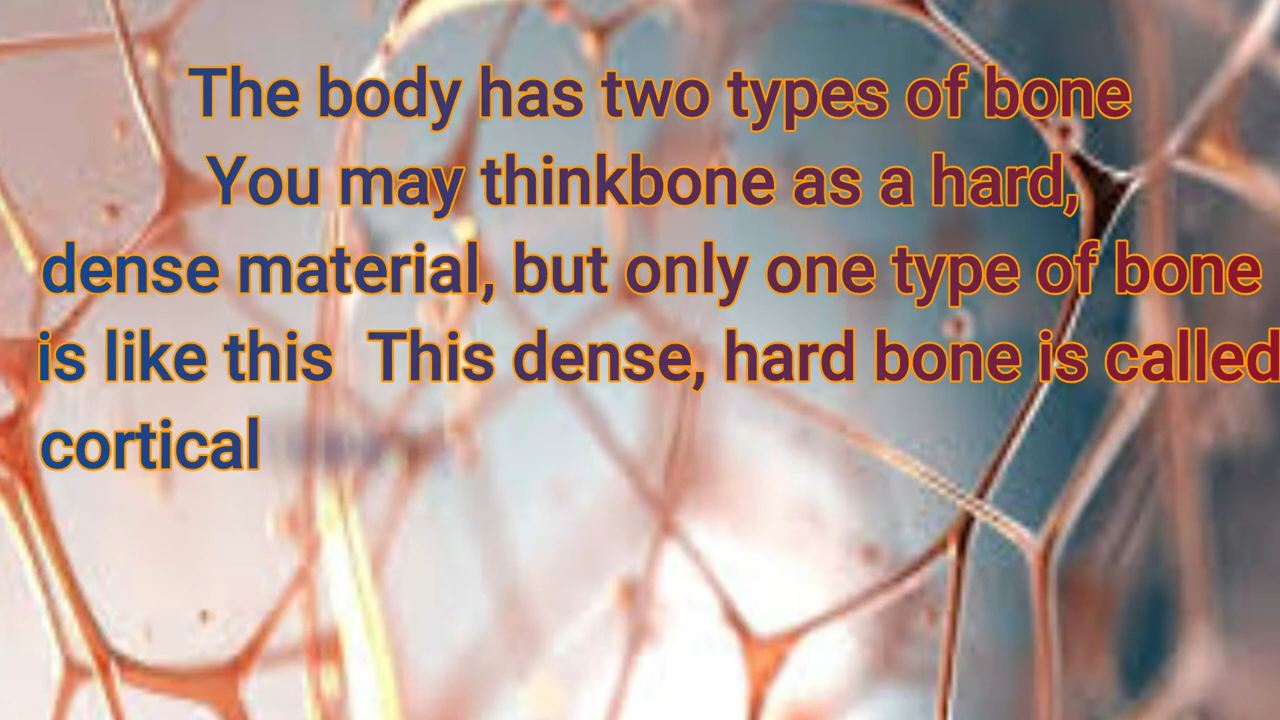 The body has two types of bone
You may thinkbone as a hard,
dense material, but only one type of bone
is like this  This dense, hard bone is called
cortical